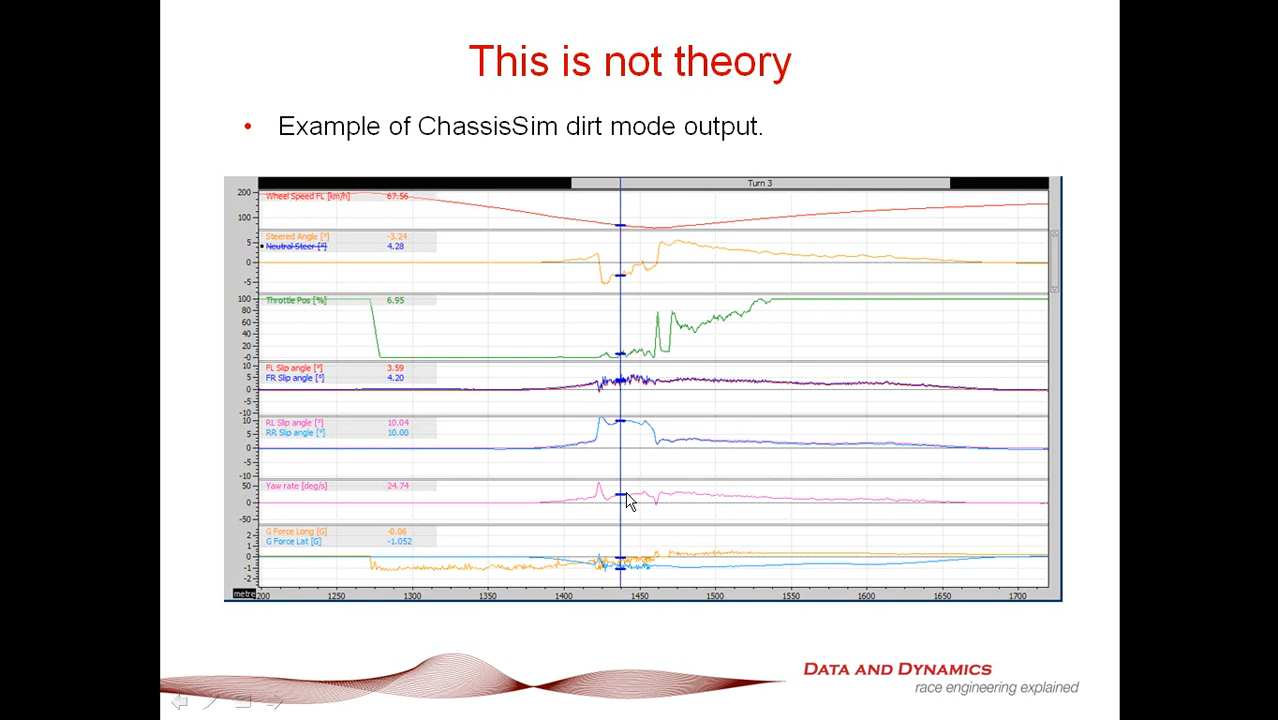 This is not theory
• Example of ChassisSim dirt mode output.
Turn 3
200
100
Wheel Speed FL [km/h] 67.56
5
0
-5
Steered Angle [°] -3.24
Neutral Steer [°] 4.28
100
80
60
40
20
-0
Throttle Pos [%] 6.95
10
5
0
-5
-10
FL Slip angle [°] 3.59
FR Slip angle [°] 4.20
10
5
0
-5
-10
RL Slip angle [°] 10.04
RR Slip angle [°] 10.00
50
0
-50
Yaw rate [deg/s] 24.74
2
1
0
-1
-2
G Force Long [G] -0.06
G Force Lat [G] -1.052
metre 1200 1250 1300 1350 1400 1450 1500 1550 1600 1650 1700
DATA AND DYNAMICS
race engineering explained